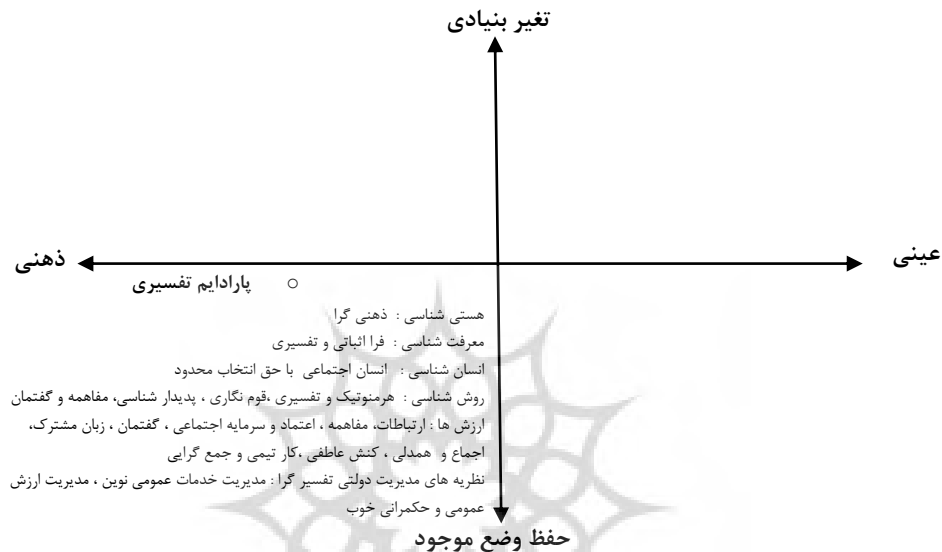 تغیر بنیادی
عینی
ذهنی
○ پارادایم تفسیری
هستی شناسی : ذهنی گرا
معرفت شناسی : فرا اثباتی و تفسیری
انسان شناسی : انسان اجتماعی با حق انتخاب محدود
روش شناسی : هرمنوتیک و تفسیری ،قوم نگاری ، پدیدار شناسی، مفاهمه و گفتمان
ارزش ها : ارتباطات، مفاهمه ، اعتماد و سرمایه اجتماعی ، گفتمان ، زبان مشترک،
اجماع و همدلی ، کنش عاطفی ،کار تیمی و جمع گرایی
نظریه های مدیریت دولتی تفسیر گرا : مدیریت خدمات عمومی نوین ، مدیریت ارزش
عمومی و حکمرانی خوب
حفظ وضع موجود